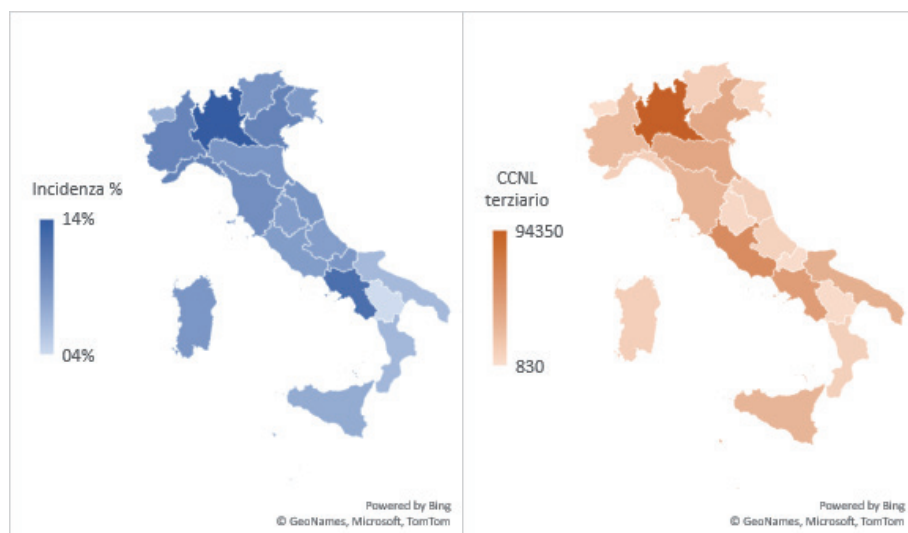 Incidenza %
14%
04%
Powered by Bing
© GeoNames, Microsoft, TomTom
CCNL
terziario
94350
830
Powered by Bing
© GeoNames, Microsoft, TomTom